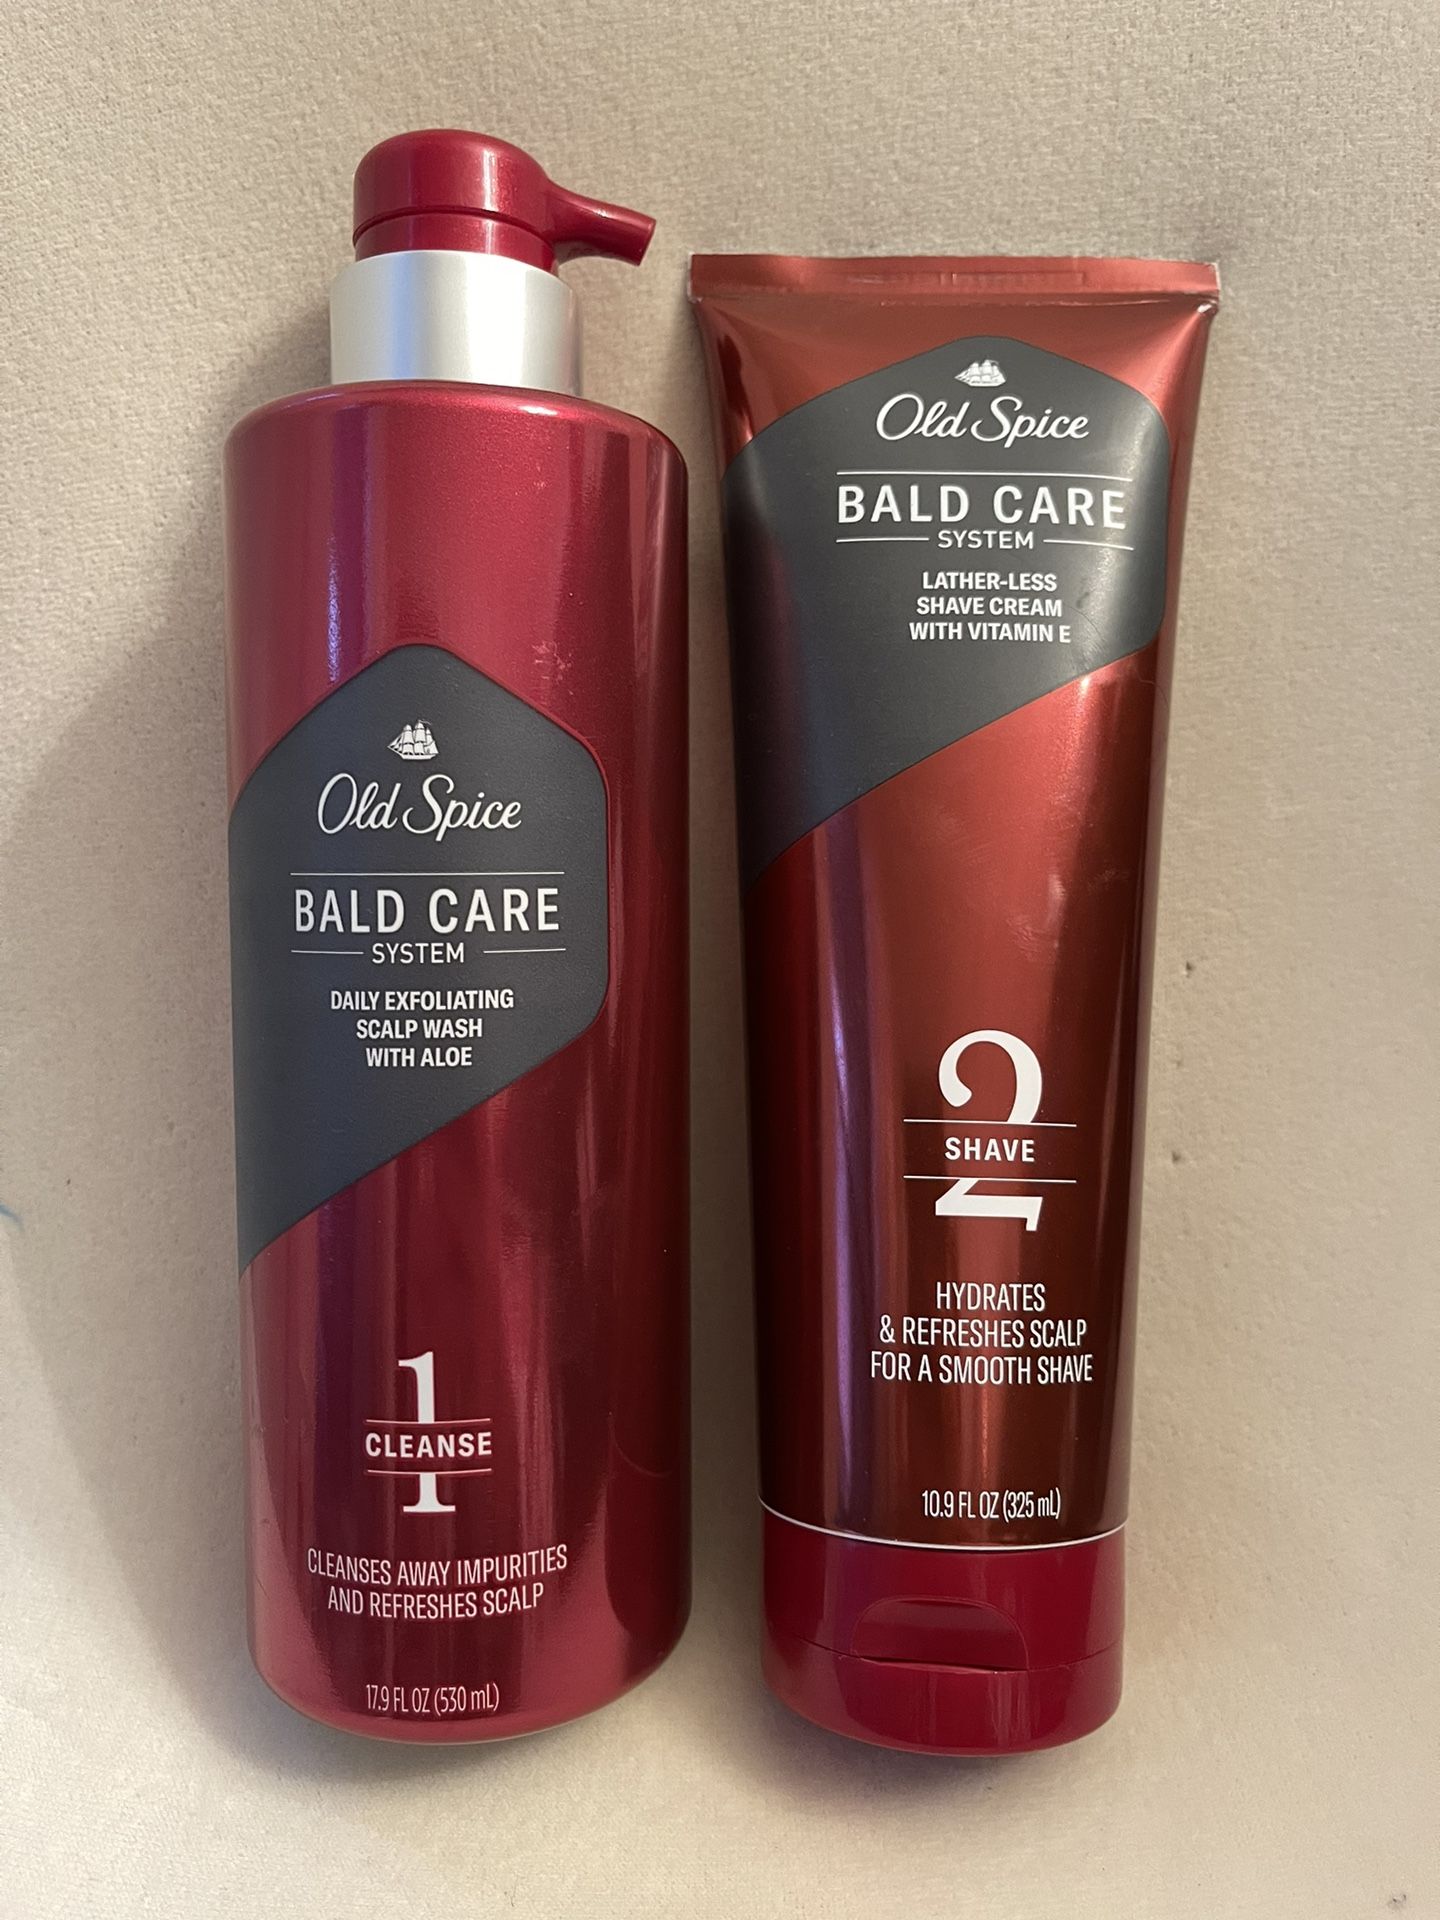 Old Spice
BALD CARE
SYSTEM
DAILY EXFOLIATING
SCALP WASH
WITH ALOE
1
CLEANSE
CLEANSES AWAY IMPURITIES
AND REFRESHES SCALP
17.9 FL OZ (530 mL)
Old Spice
BALD CARE
SYSTEM
LATHER-LESS
SHAVE CREAM
WITH VITAMIN E
2
SHAVE
HYDRATES
& REFRESHES SCALP
FOR A SMOOTH SHAVE
10.9 FL OZ (325 mL)